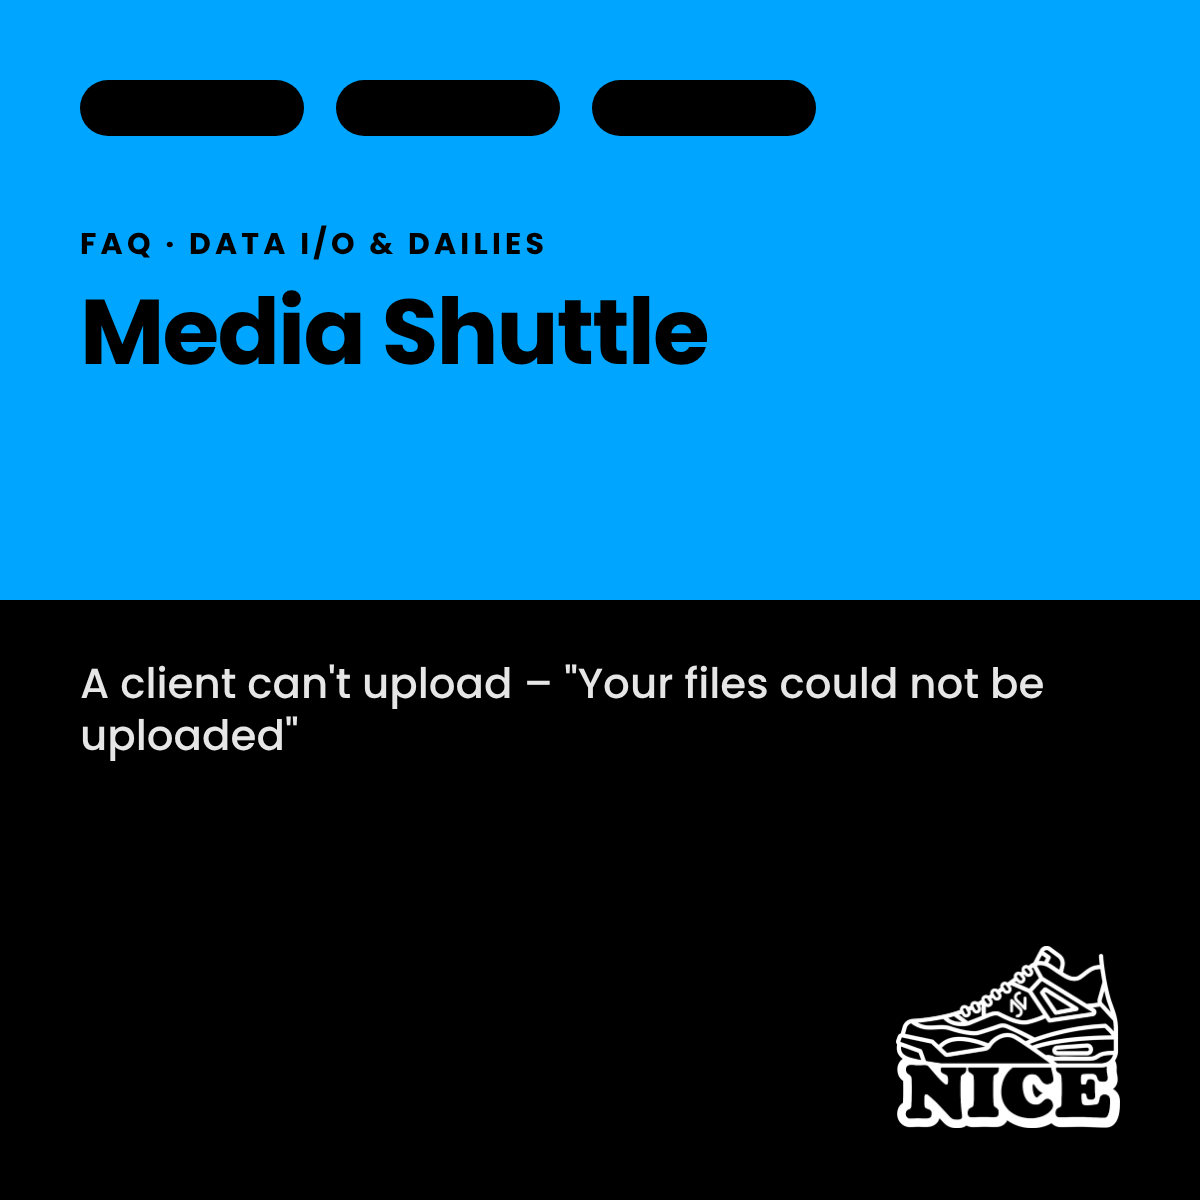 FAQ · DATA I/O & DAILIES
Media Shuttle
A client can't upload – "Your files could not be
uploaded"
NICE